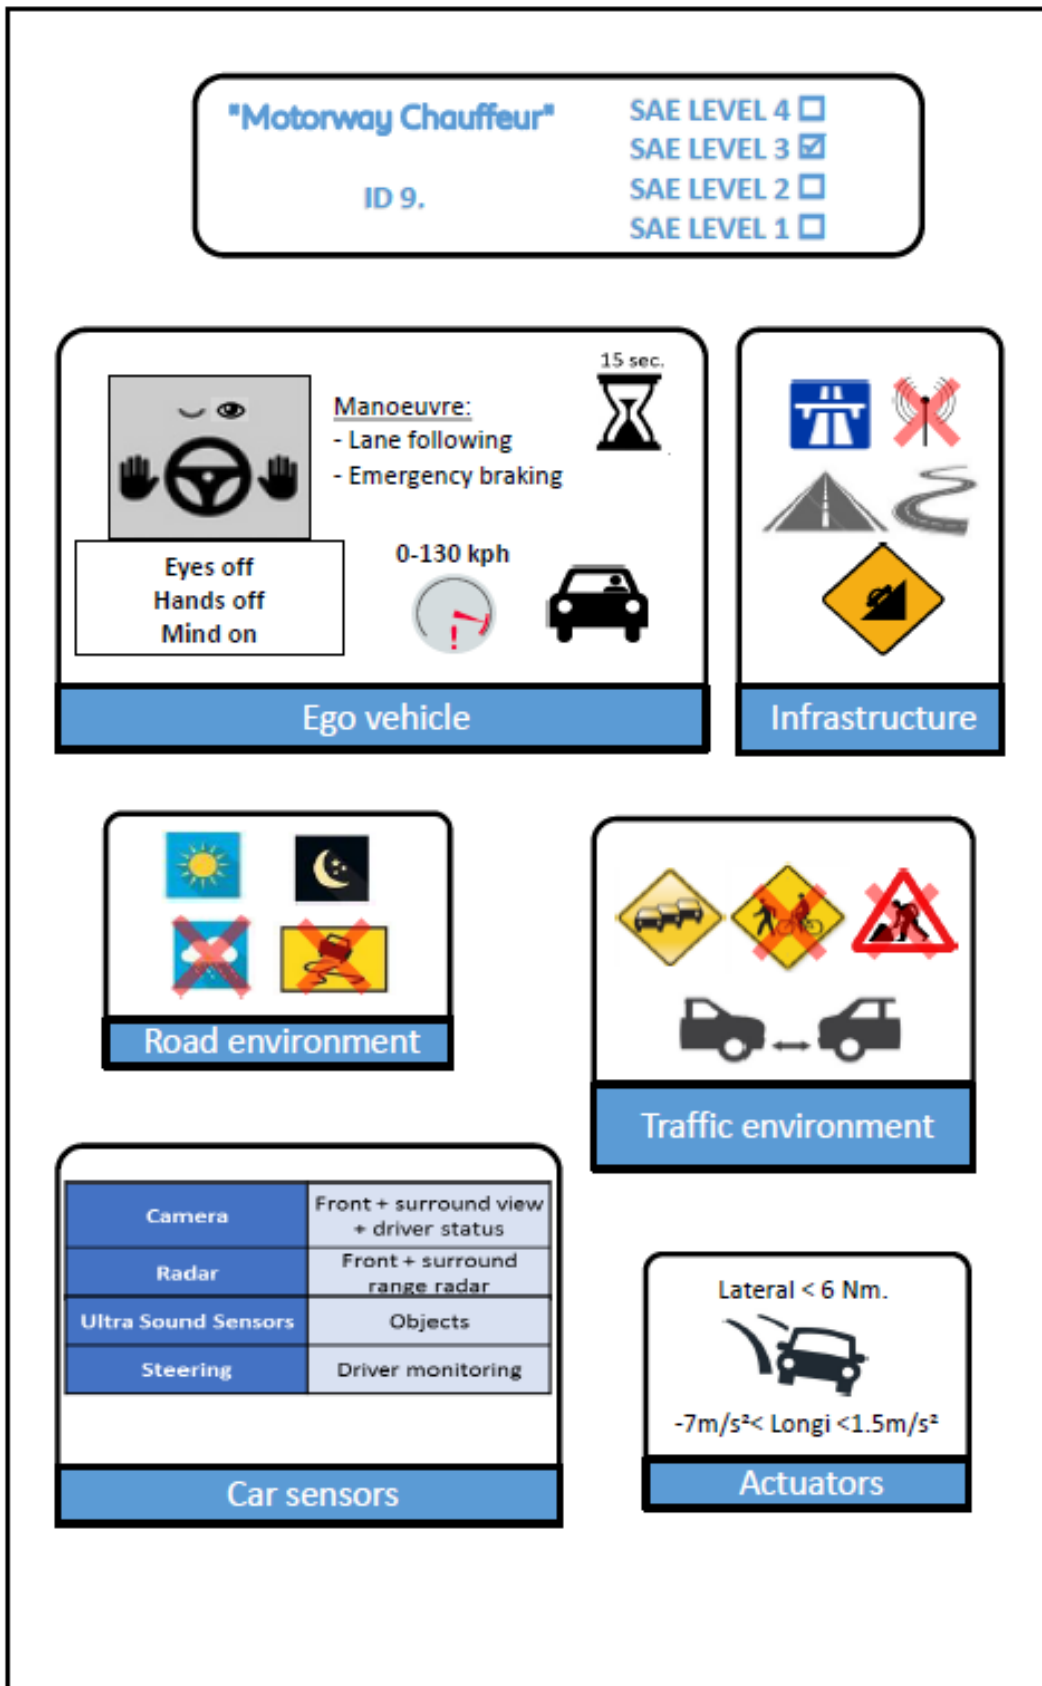 "Motorway Chauffeur"
ID 9.
SAE LEVEL 4 ☐
SAE LEVEL 3 ☑
SAE LEVEL 2 ☐
SAE LEVEL 1 ☐
Eyes off
Hands off
Mind on
Manoeuvre:
- Lane following
- Emergency braking
15 sec.
0-130 kph
!
Ego vehicle
Infrastructure
Road environment
Traffic environment
Camera
Front + surround view
+ driver status
Radar
Front + surround
range radar
Ultra Sound Sensors
Objects
Steering
Driver monitoring
Car sensors
Lateral < 6 Nm.
-7m/s²< Longi <1.5m/s²
Actuators